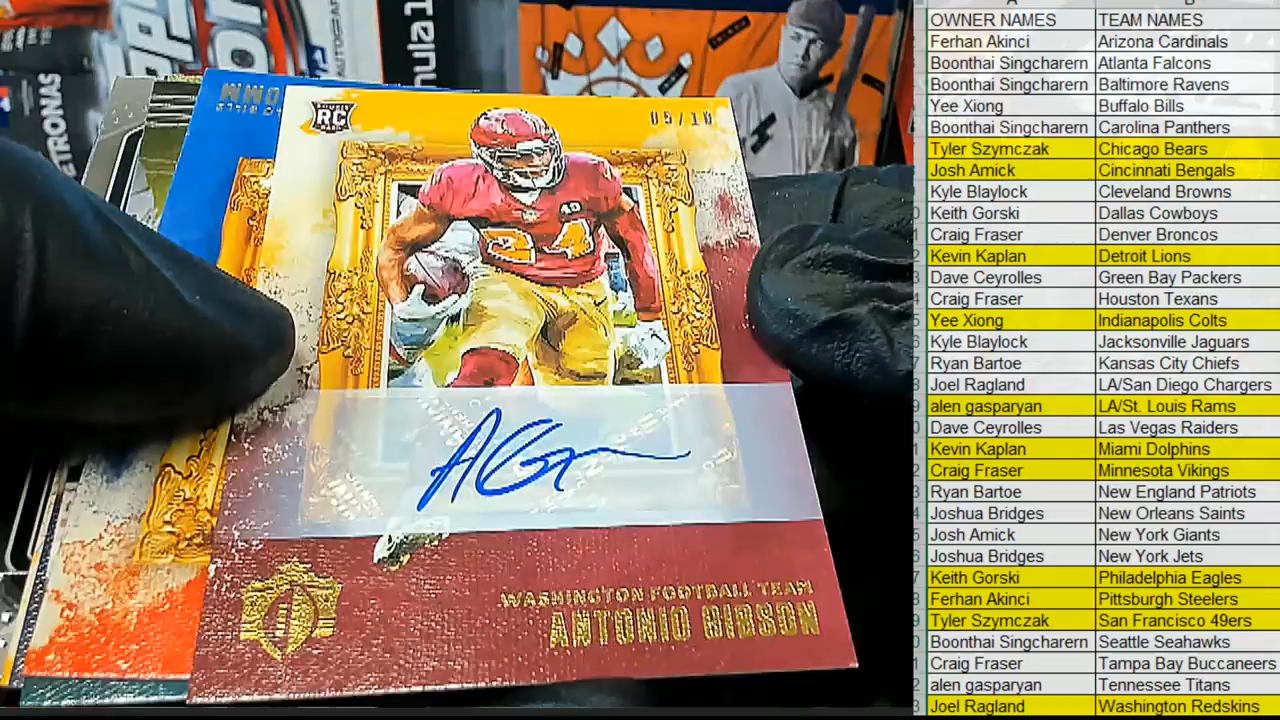 ETRONAS
mula 1
RC
05/10
24
AG
WASHINGTON FOOTBALL TEAM
ANTONIO GIBSON
OWNER NAMES TEAM NAMES
Ferhan Akinci Arizona Cardinals
Boonthai Singcharern Atlanta Falcons
Boonthai Singcharern Baltimore Ravens
Yee Xiong Buffalo Bills
Boonthai Singcharern Carolina Panthers
Tyler Szymczak Chicago Bears
Josh Amick Cincinnati Bengals
Kyle Blaylock Cleveland Browns
Keith Gorski Dallas Cowboys
Craig Fraser Denver Broncos
Kevin Kaplan Detroit Lions
Dave Ceyrolles Green Bay Packers
Craig Fraser Houston Texans
Yee Xiong Indianapolis Colts
Kyle Blaylock Jacksonville Jaguars
Ryan Bartoe Kansas City Chiefs
Joel Ragland LA/San Diego Chargers
alen gasparyan LA/St. Louis Rams
Dave Ceyrolles Las Vegas Raiders
Kevin Kaplan Miami Dolphins
Craig Fraser Minnesota Vikings
Ryan Bartoe New England Patriots
Joshua Bridges New Orleans Saints
Josh Amick New York Giants
Joshua Bridges New York Jets
Keith Gorski Philadelphia Eagles
Ferhan Akinci Pittsburgh Steelers
Tyler Szymczak San Francisco 49ers
Boonthai Singcharern Seattle Seahawks
Craig Fraser Tampa Bay Buccaneers
alen gasparyan Tennessee Titans
Joel Ragland Washington Redskins